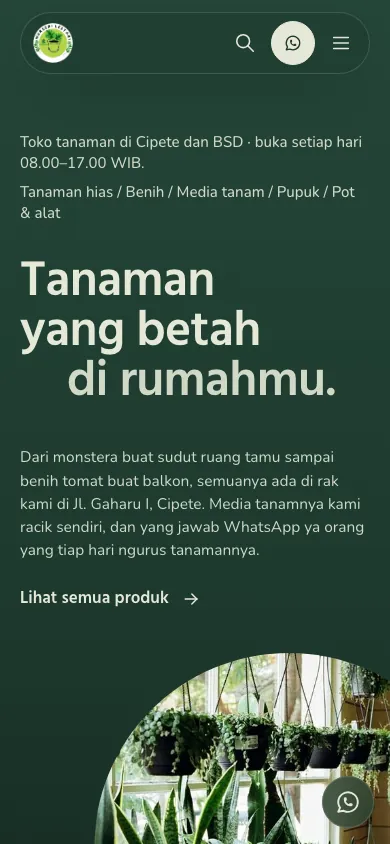 Toko tanaman di Cipete dan BSD · buka setiap hari
08.00–17.00 WIB.
Tanaman hias / Benih / Media tanam / Pupuk / Pot
& alat
Tanaman
yang betah
di rumahmu.
Dari monstera buat sudut ruang tamu sampai
benih tomat buat balkon, semuanya ada di rak
kami di Jl. Gaharu I, Cipete. Media tanamnya kami
racik sendiri, dan yang jawab WhatsApp ya orang
yang tiap hari ngurus tanamannya.
Lihat semua produk